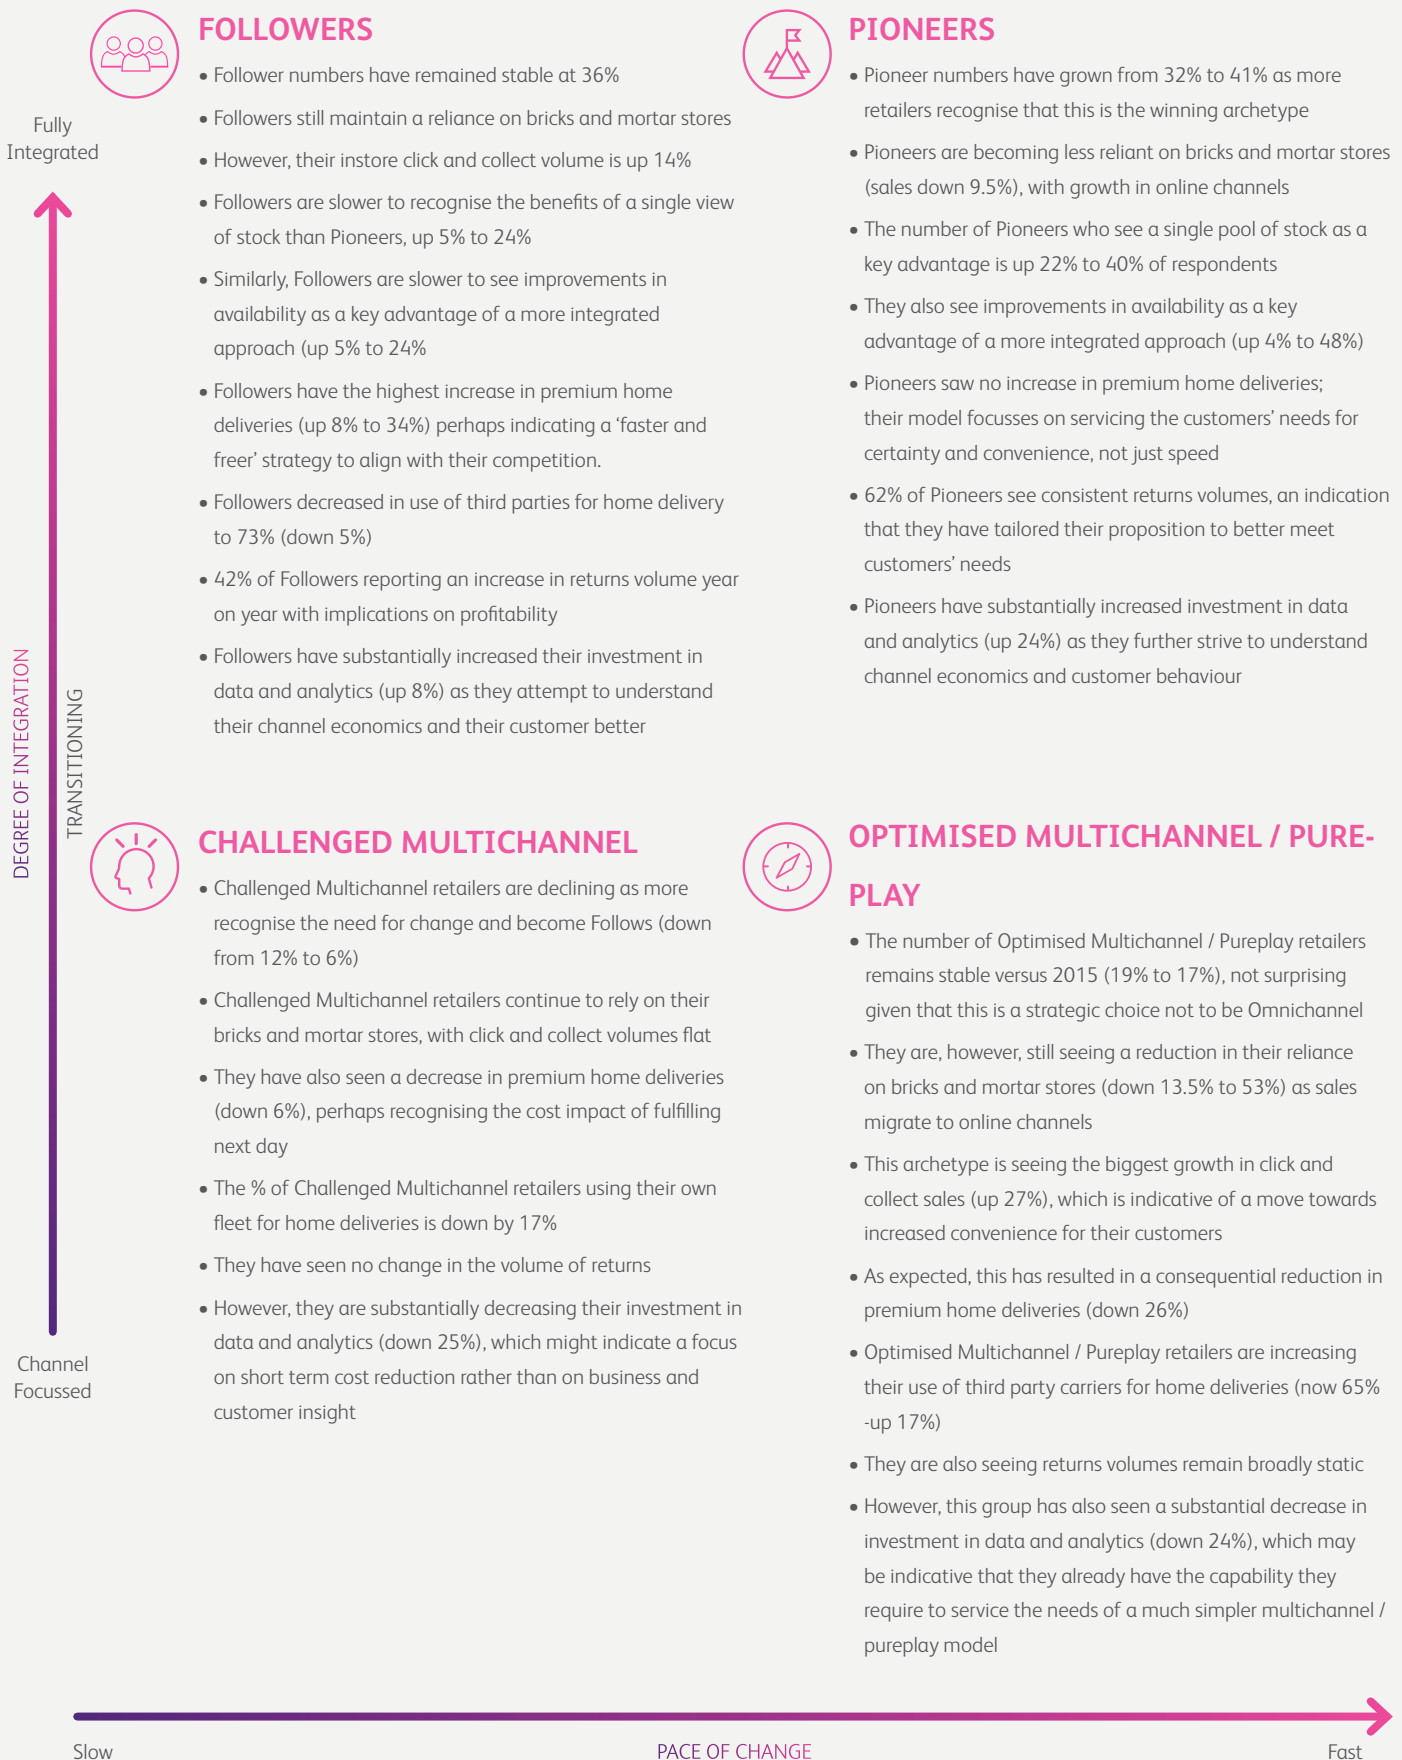 FOLLOWERS
• Follower numbers have remained stable at 36%
• Followers still maintain a reliance on bricks and mortar stores
• However, their instore click and collect volume is up 14%
• Followers are slower to recognise the benefits of a single view
of stock than Pioneers, up 5% to 24%
• Similarly, Followers are slower to see improvements in
availability as a key advantage of a more integrated
approach (up 5% to 24%
• Followers have the highest increase in premium home
deliveries (up 8% to 34%) perhaps indicating a ‘faster and
freer’ strategy to align with their competition.
• Followers decreased in use of third parties for home delivery
to 73% (down 5%)
• 42% of Followers reporting an increase in returns volume year
on year with implications on profitability
• Followers have substantially increased their investment in
data and analytics (up 8%) as they attempt to understand
their channel economics and their customer better
PIONEERS
• Pioneer numbers have grown from 32% to 41% as more
retailers recognise that this is the winning archetype
• Pioneers are becoming less reliant on bricks and mortar stores
(sales down 9.5%), with growth in online channels
• The number of Pioneers who see a single pool of stock as a
key advantage is up 22% to 40% of respondents
• They also see improvements in availability as a key
advantage of a more integrated approach (up 4% to 48%)
• Pioneers saw no increase in premium home deliveries;
their model focusses on servicing the customers’ needs for
certainty and convenience, not just speed
• 62% of Pioneers see consistent returns volumes, an indication
that they have tailored their proposition to better meet
customers’ needs
• Pioneers have substantially increased investment in data
and analytics (up 24%) as they further strive to understand
channel economics and customer behaviour
Fully
Integrated
DEGREE OF INTEGRATION
TRANSITIONING
Channel
Focussed
CHALLENGED MULTICHANNEL
• Challenged Multichannel retailers are declining as more
recognise the need for change and become Follows (down
from 12% to 6%)
• Challenged Multichannel retailers continue to rely on their
bricks and mortar stores, with click and collect volumes flat
• They have also seen a decrease in premium home deliveries
(down 6%), perhaps recognising the cost impact of fulfilling
next day
• The % of Challenged Multichannel retailers using their own
fleet for home deliveries is down by 17%
• They have seen no change in the volume of returns
• However, they are substantially decreasing their investment in
data and analytics (down 25%), which might indicate a focus
on short term cost reduction rather than on business and
customer insight
OPTIMISED MULTICHANNEL / PURE-
PLAY
• The number of Optimised Multichannel / Pureplay retailers
remains stable versus 2015 (19% to 17%), not surprising
given that this is a strategic choice not to be Omnichannel
• They are, however, still seeing a reduction in their reliance
on bricks and mortar stores (down 13.5% to 53%) as sales
migrate to online channels
• This archetype is seeing the biggest growth in click and
collect sales (up 27%), which is indicative of a move towards
increased convenience for their customers
• As expected, this has resulted in a consequential reduction in
premium home deliveries (down 26%)
• Optimised Multichannel / Pureplay retailers are increasing
their use of third party carriers for home deliveries (now 65%
-up 17%)
• They are also seeing returns volumes remain broadly static
• However, this group has also seen a substantial decrease in
investment in data and analytics (down 24%), which may
be indicative that they already have the capability they
require to service the needs of a much simpler multichannel /
pureplay model
Slow
PACE OF CHANGE
Fast